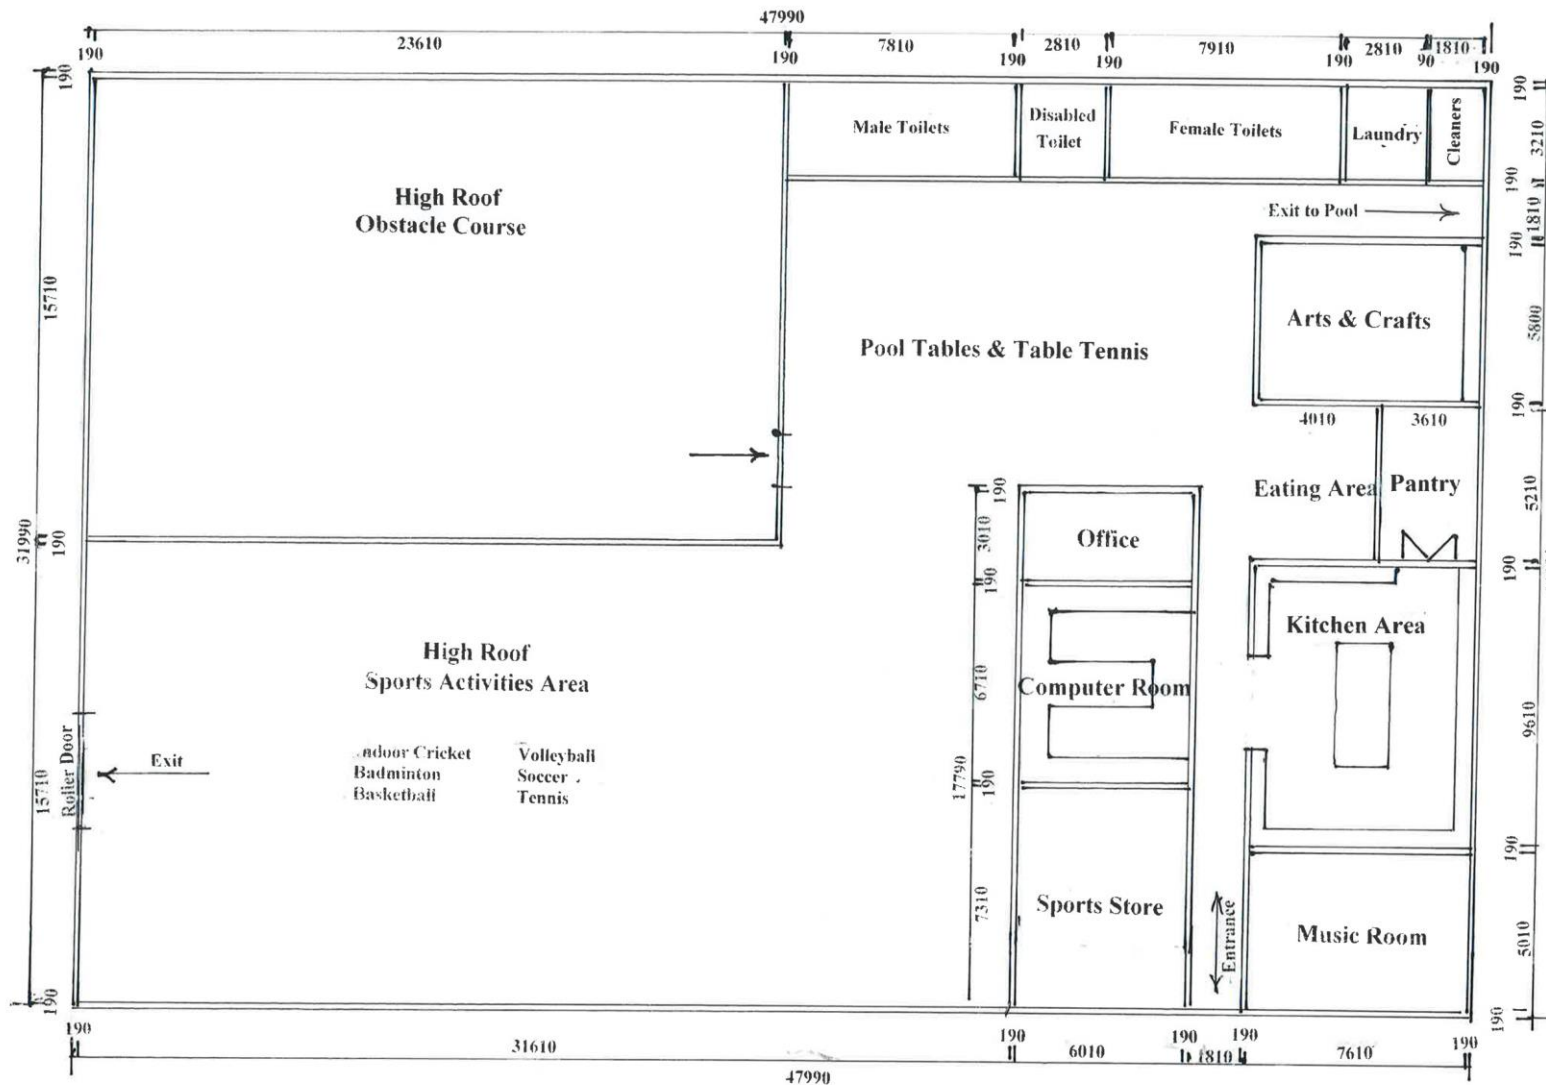 47990
23610
7810
2810
7910
2810
1810
190
190
190
190
190
90
190
190
190
Male Toilets
Disabled
Toilet
Female Toilets
Laundry
Cleaners
3210
190
High Roof
Obstacle Course
Exit to Pool
1810
190
15710
Arts & Crafts
5800
Pool Tables & Table Tennis
190
4010
3610
Eating Area
Pantry
5210
190
3010
Office
31990
190
190
190
Kitchen Area
High Roof
Sports Activities Area
6710
Computer Room
9610
Roller Door
Exit
Indoor Cricket
Volleyball
Badminton
Soccer
Basketball
Tennis
15710
17790
190
190
7310
Sports Store
Entrance
Music Room
5010
190
190
190
190
190
190
190
31610
6010
1810
7610
47990